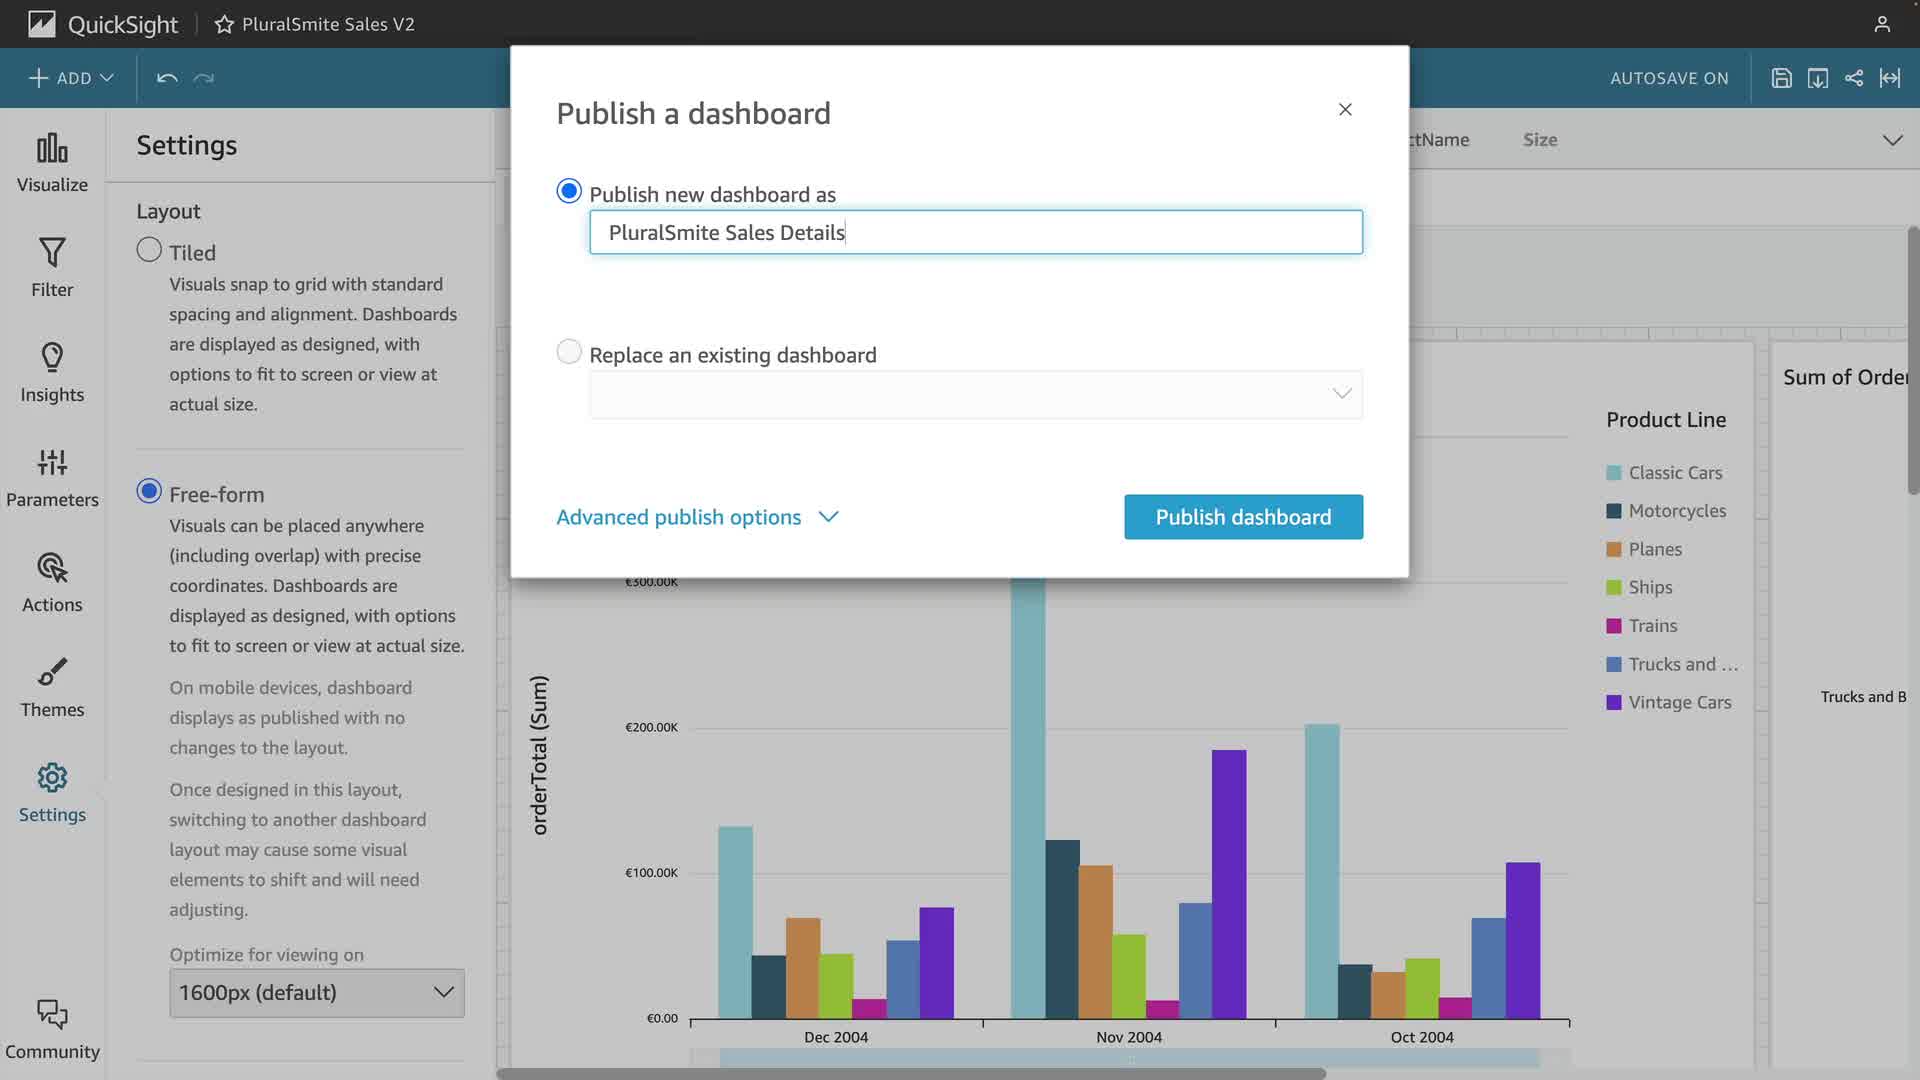 QuickSight
PluralSmite Sales V2
ADD
AUTOSAVE ON
Publish a dashboard
Publish new dashboard as
PluralSmite Sales Details
Replace an existing dashboard
Advanced publish options
Publish dashboard
Visualize
Filter
Insights
Parameters
Actions
Themes
Settings
Community
Settings
Layout
Tiled
Visuals snap to grid with standard
spacing and alignment. Dashboards
are displayed as designed, with
options to fit to screen or view at
actual size.
Free-form
Visuals can be placed anywhere
(including overlap) with precise
coordinates. Dashboards are
displayed as designed, with options
to fit to screen or view at actual size.
On mobile devices, dashboard
displays as published with no
changes to the layout.
Once designed in this layout,
switching to another dashboard
layout may cause some visual
elements to shift and will need
adjusting.
Optimize for viewing on
1600px (default)
ctName
Size
orderTotal (Sum)
€300.00K
€200.00K
€100.00K
€0.00
Dec 2004
Nov 2004
Oct 2004
Product Line
Classic Cars
Motorcycles
Planes
Ships
Trains
Trucks and ...
Vintage Cars
Sum of Order
Trucks and B